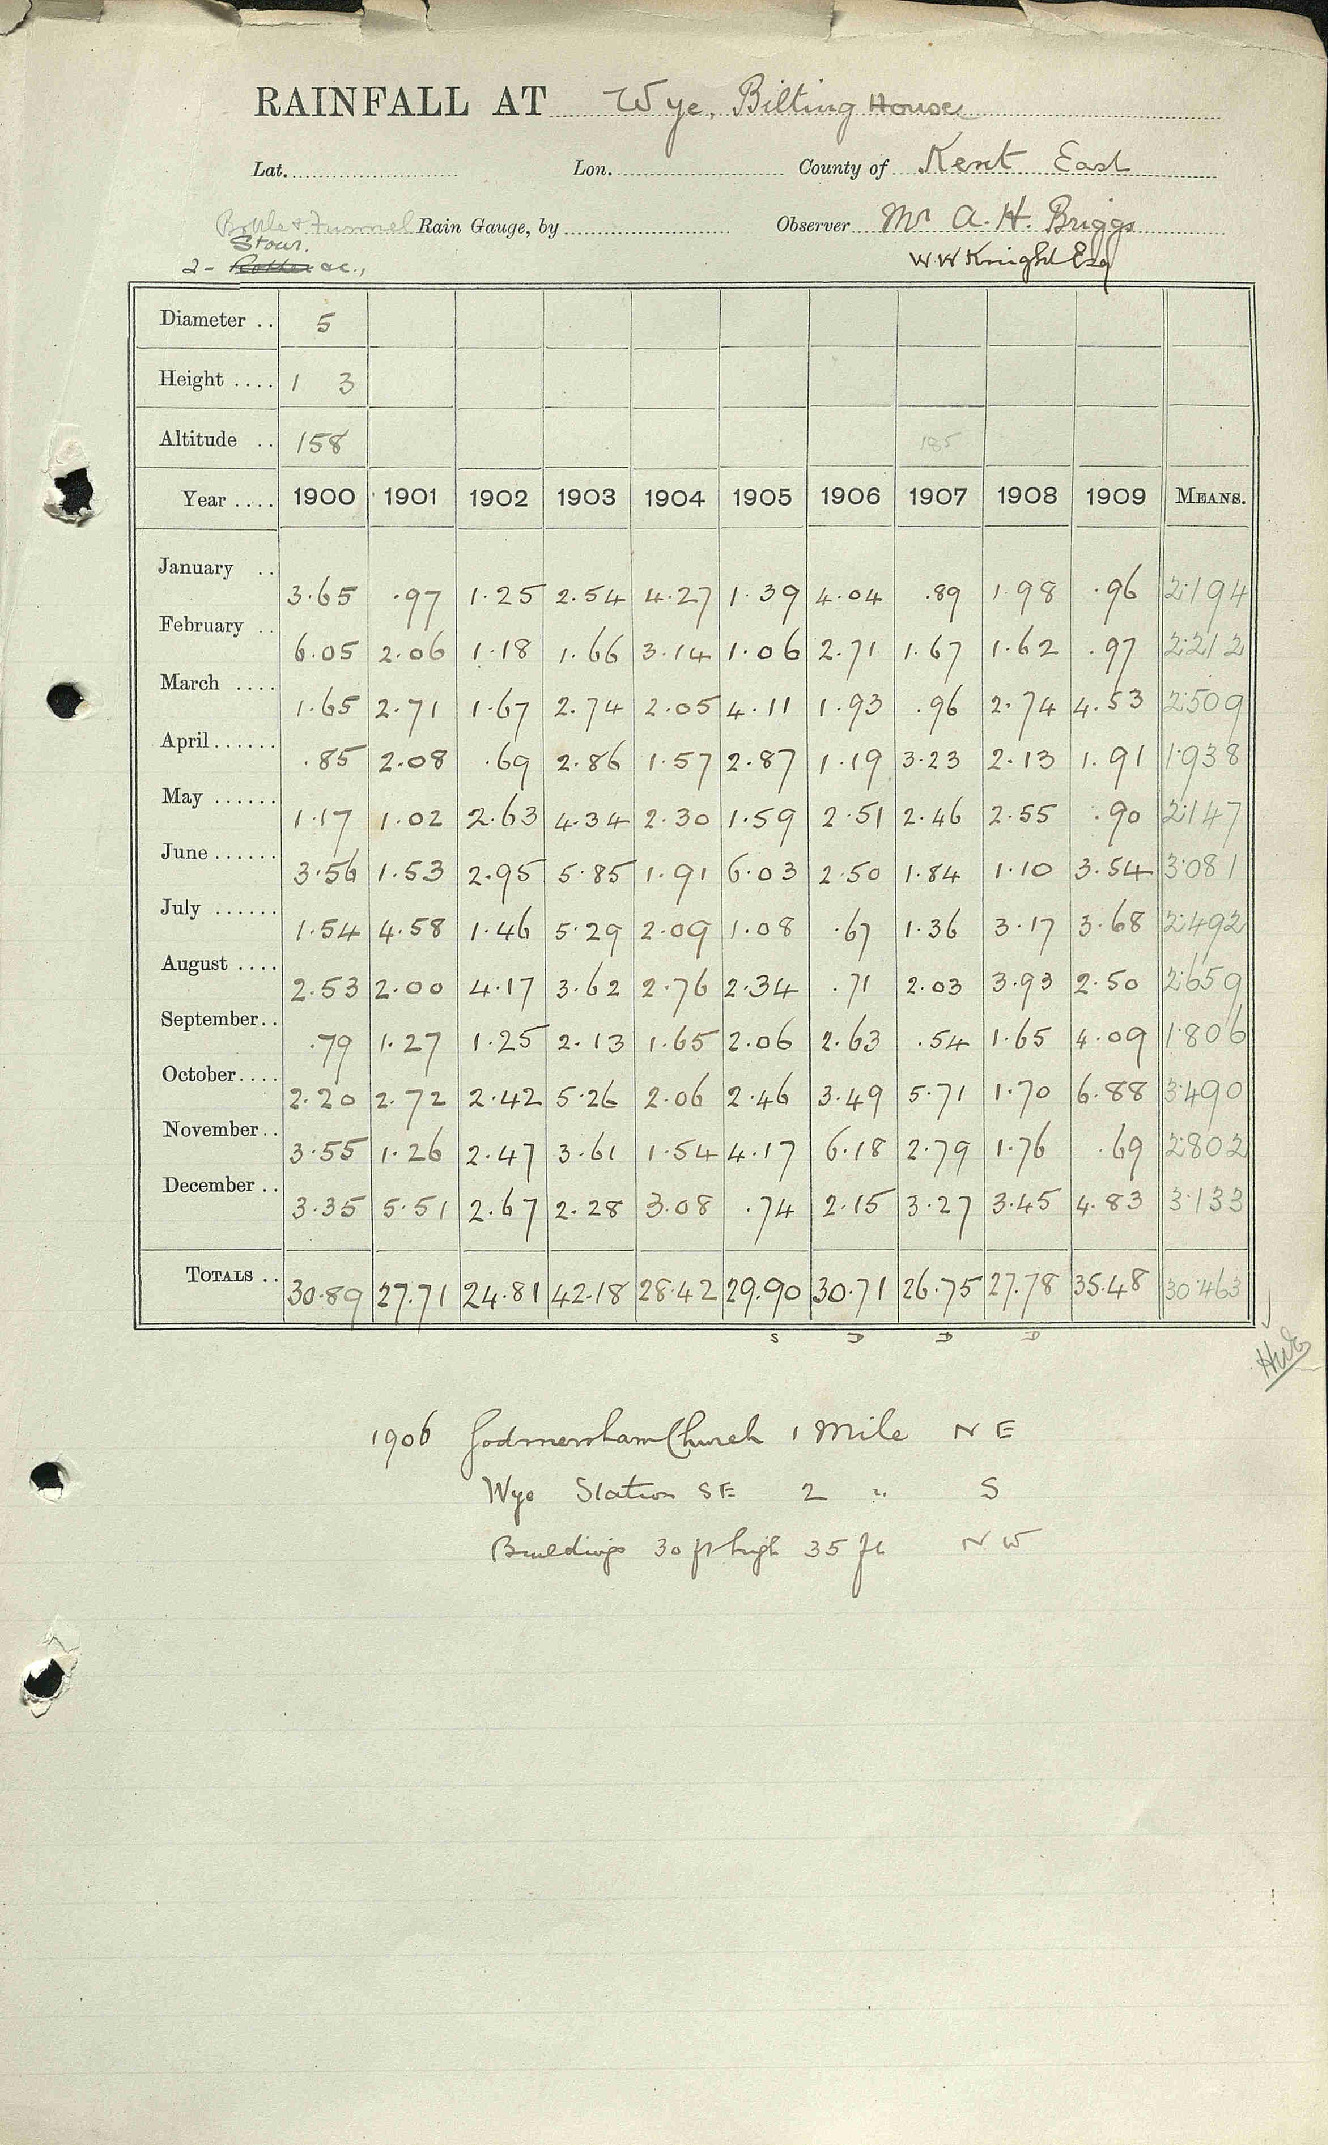 RAINFALL AT Wye. Bilting House
Lat. Lon. County of Kent East
Bottle & Funnel Rain Gauge, by Observer Mr A. H. Briggs
Stour.
2 - ac., W W Knight Esq
Diameter .. 5
Height .... 1 3
Altitude .. 158 185
Year .... 1900 1901 1902 1903 1904 1905 1906 1907 1908 1909 MEANS.
January .. 3.65 .97 1.25 2.54 4.27 1.39 4.04 .89 1.98 .96 2.194
February .. 6.05 2.06 1.18 1.66 3.14 1.06 2.71 1.67 1.62 .97 2.212
March .... 1.65 2.71 1.67 2.74 2.05 4.11 1.93 .96 2.74 4.53 2.509
April ...... .85 2.08 .69 2.86 1.57 2.87 1.19 3.23 2.13 1.91 1.938
May ...... 1.17 1.02 2.63 4.34 2.30 1.59 2.51 2.46 2.55 .90 2.147
June ...... 3.56 1.53 2.95 5.85 1.91 6.03 2.50 1.84 1.10 3.54 3.081
July ...... 1.54 4.58 1.46 5.29 2.09 1.08 .67 1.36 3.17 3.68 2.492
August .... 2.53 2.00 4.17 3.62 2.76 2.34 .71 2.03 3.93 2.50 2.659
September .. .79 1.27 1.25 2.13 1.65 2.06 2.63 .54 1.65 4.09 1.806
October .... 2.20 2.72 2.42 5.26 2.06 2.46 3.49 5.71 1.70 6.88 3.490
November .. 3.55 1.26 2.47 3.61 1.54 4.17 6.18 2.79 1.76 .69 2.802
December .. 3.35 5.51 2.67 2.28 3.08 .74 2.15 3.27 3.45 4.83 3.133
TOTALS .. 30.89 27.71 24.81 42.18 28.42 29.90 30.71 26.75 27.78 35.48 30.463
S D D D
1906 Godmersham Church 1 Mile N E
Wye Station SE 2 " S
Buildings 30 ft high 35 ft N W